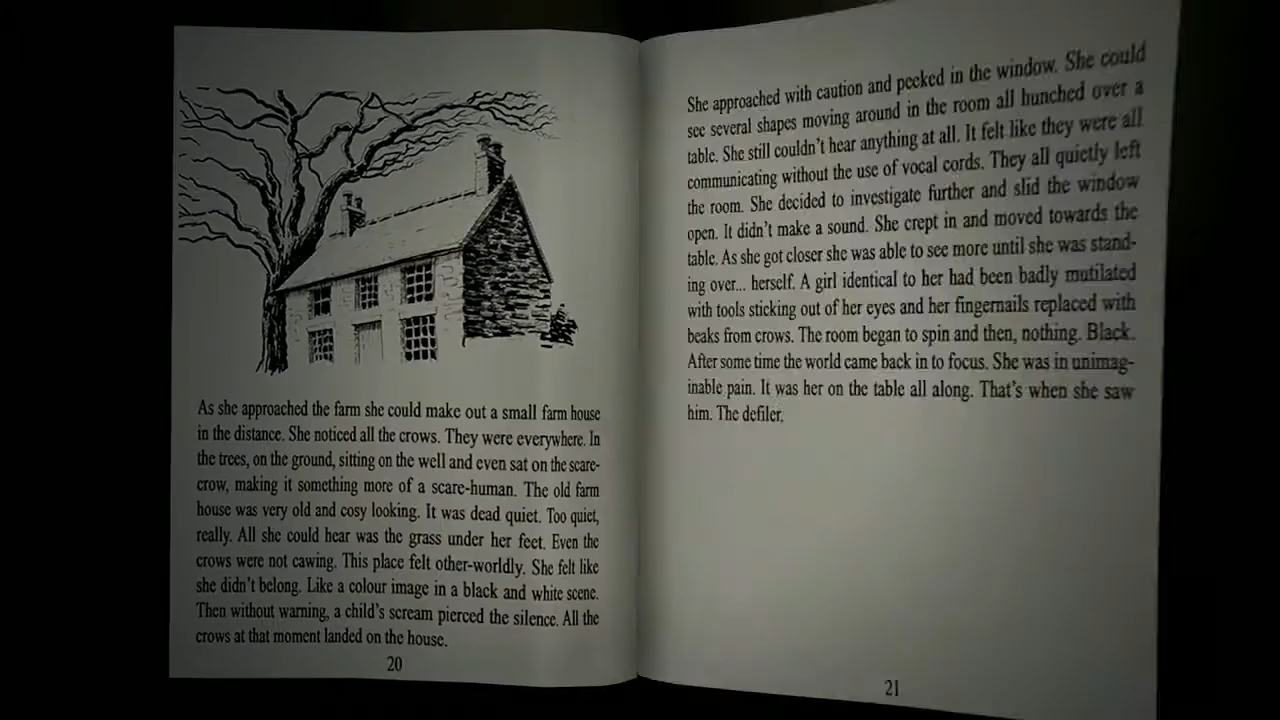 As she approached the farm she could make out a small farm house
in the distance. She noticed all the crows. They were everywhere. In
the trees, on the ground, sitting on the well and even sat on the scare-
crow, making it something more of a scare-human. The old farm
house was very old and cosy looking. It was dead quiet. Too quiet,
really. All she could hear was the grass under her feet. Even the
crows were not cawing. This place felt other-worldly. She felt like
she didn't belong. Like a colour image in a black and white scene.
Then without warning, a child's scream pierced the silence. All the
crows at that moment landed on the house.
20
She approached with caution and peeked in the window. She could
see several shapes moving around in the room all hunched over a
table. She still couldn't hear anything at all. It felt like they were all
communicating without the use of vocal cords. They all quietly left
the room. She decided to investigate further and slid the window
open. It didn't make a sound. She crept in and moved towards the
table. As she got closer she was able to see more until she was stand-
ing over... herself. A girl identical to her had been badly mutilated
with tools sticking out of her eyes and her fingernails replaced with
beaks from crows. The room began to spin and then, nothing. Black.
After some time the world came back in to focus. She was in unimag-
inable pain. It was her on the table all along. That's when she saw
him. The defiler.
21